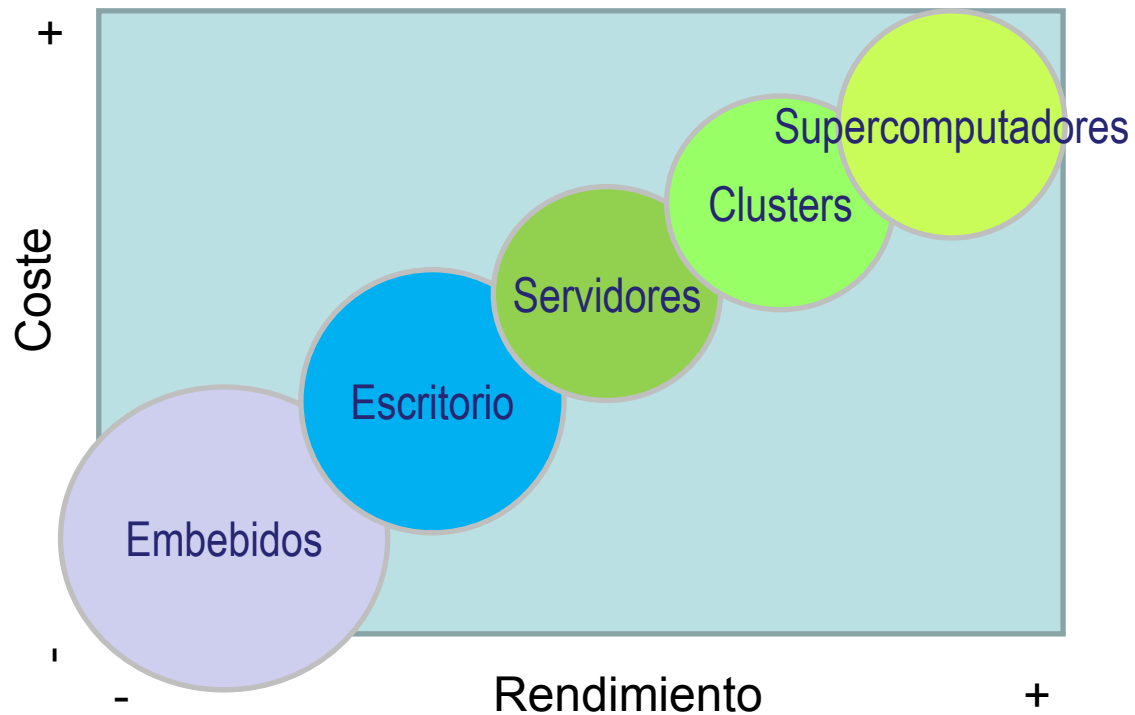 +
Supercomputadores
Clusters
Coste
Servidores
Escritorio
Embebidos
-
- Rendimiento +